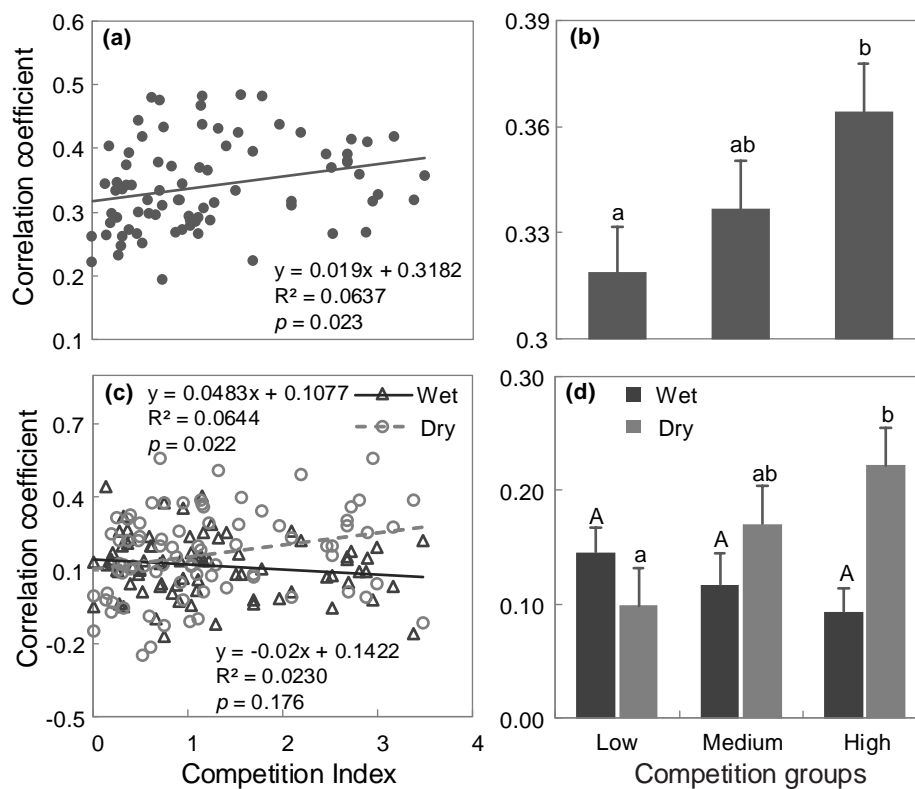 (a)
0.6
0.5
0.4
0.3
0.2
0.1
Correlation coefficient
y = 0.019x + 0.3182
R² = 0.0637
p = 0.023
(b)
0.39
0.36
0.33
0.3
a
ab
b
(c)
y = 0.0483x + 0.1077
R² = 0.0644
p = 0.022
Wet
Dry
0.7
0.4
0.1
-0.2
-0.5
Correlation coefficient
y = -0.02x + 0.1422
R² = 0.0230
p = 0.176
0 1 2 3 4
Competition Index
(d)
Wet
Dry
0.30
0.20
0.10
0.00
A a A ab A b
Low Medium High
Competition groups